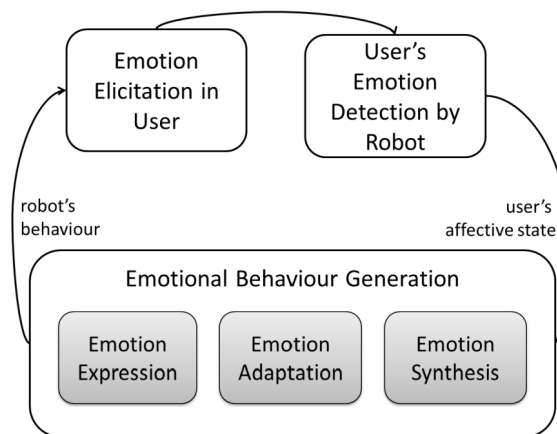 Emotion
Elicitation in
User
User's
Emotion
Detection by
Robot
robot's
behaviour
user's
affective state
Emotional Behaviour Generation
Emotion
Expression
Emotion
Adaptation
Emotion
Synthesis